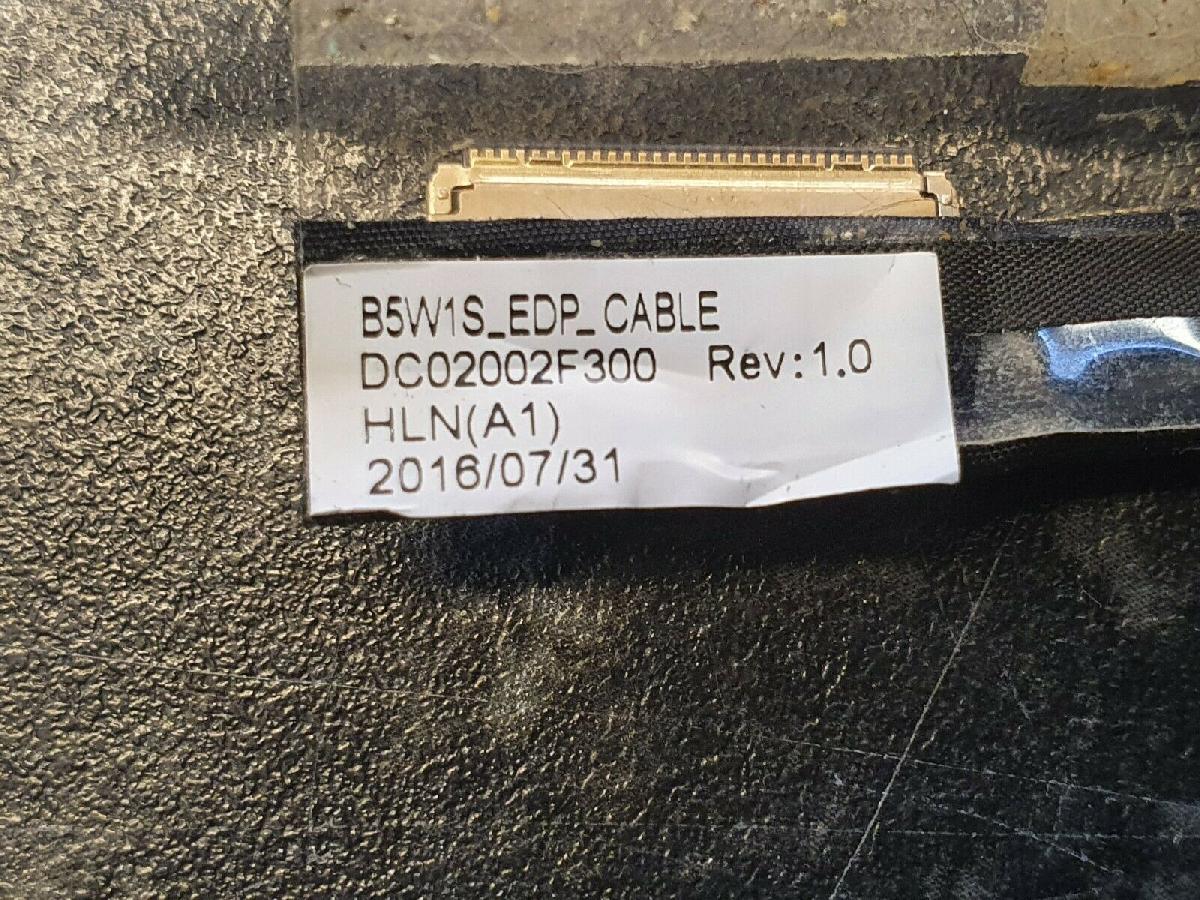 B5W1S_EDP_CABLE
DC02002F300 Rev:1.0
HLN(A1)
2016/07/31